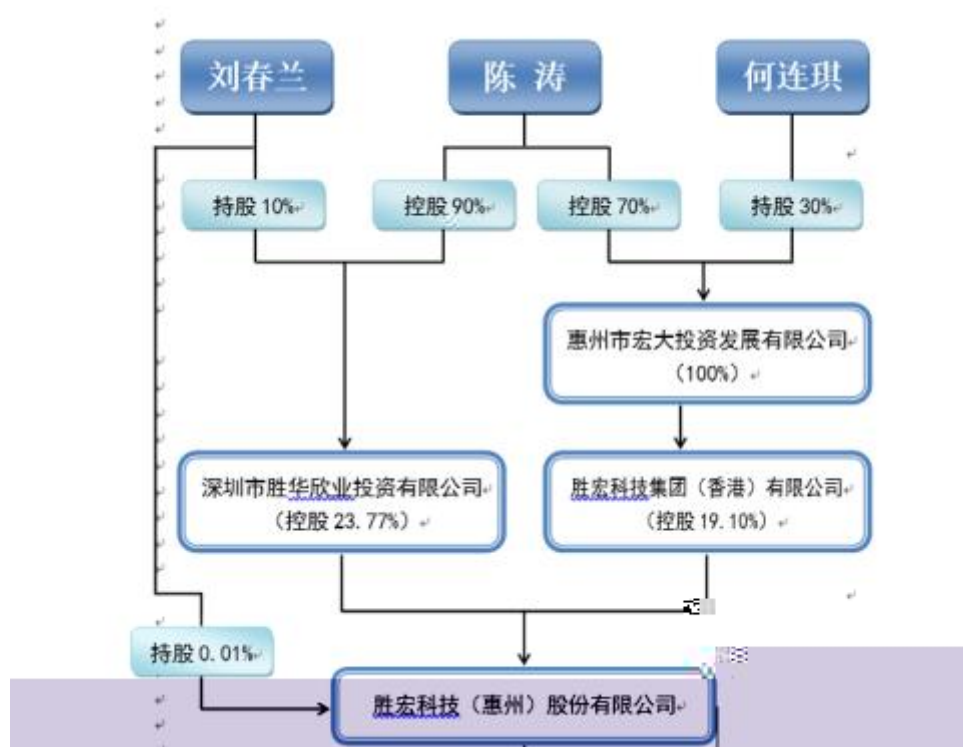 刘春兰
陈 涛
何连琪
持股 10%
控股 90%
控股 70%
持股 30%
惠州市宏大投资发展有限公司
（100%）
深圳市胜华欣业投资有限公司
（控股 23.77%）
胜宏科技集团（香港）有限公司
（控股 19.10%）
持股 0.01%
胜宏科技（惠州）股份有限公司